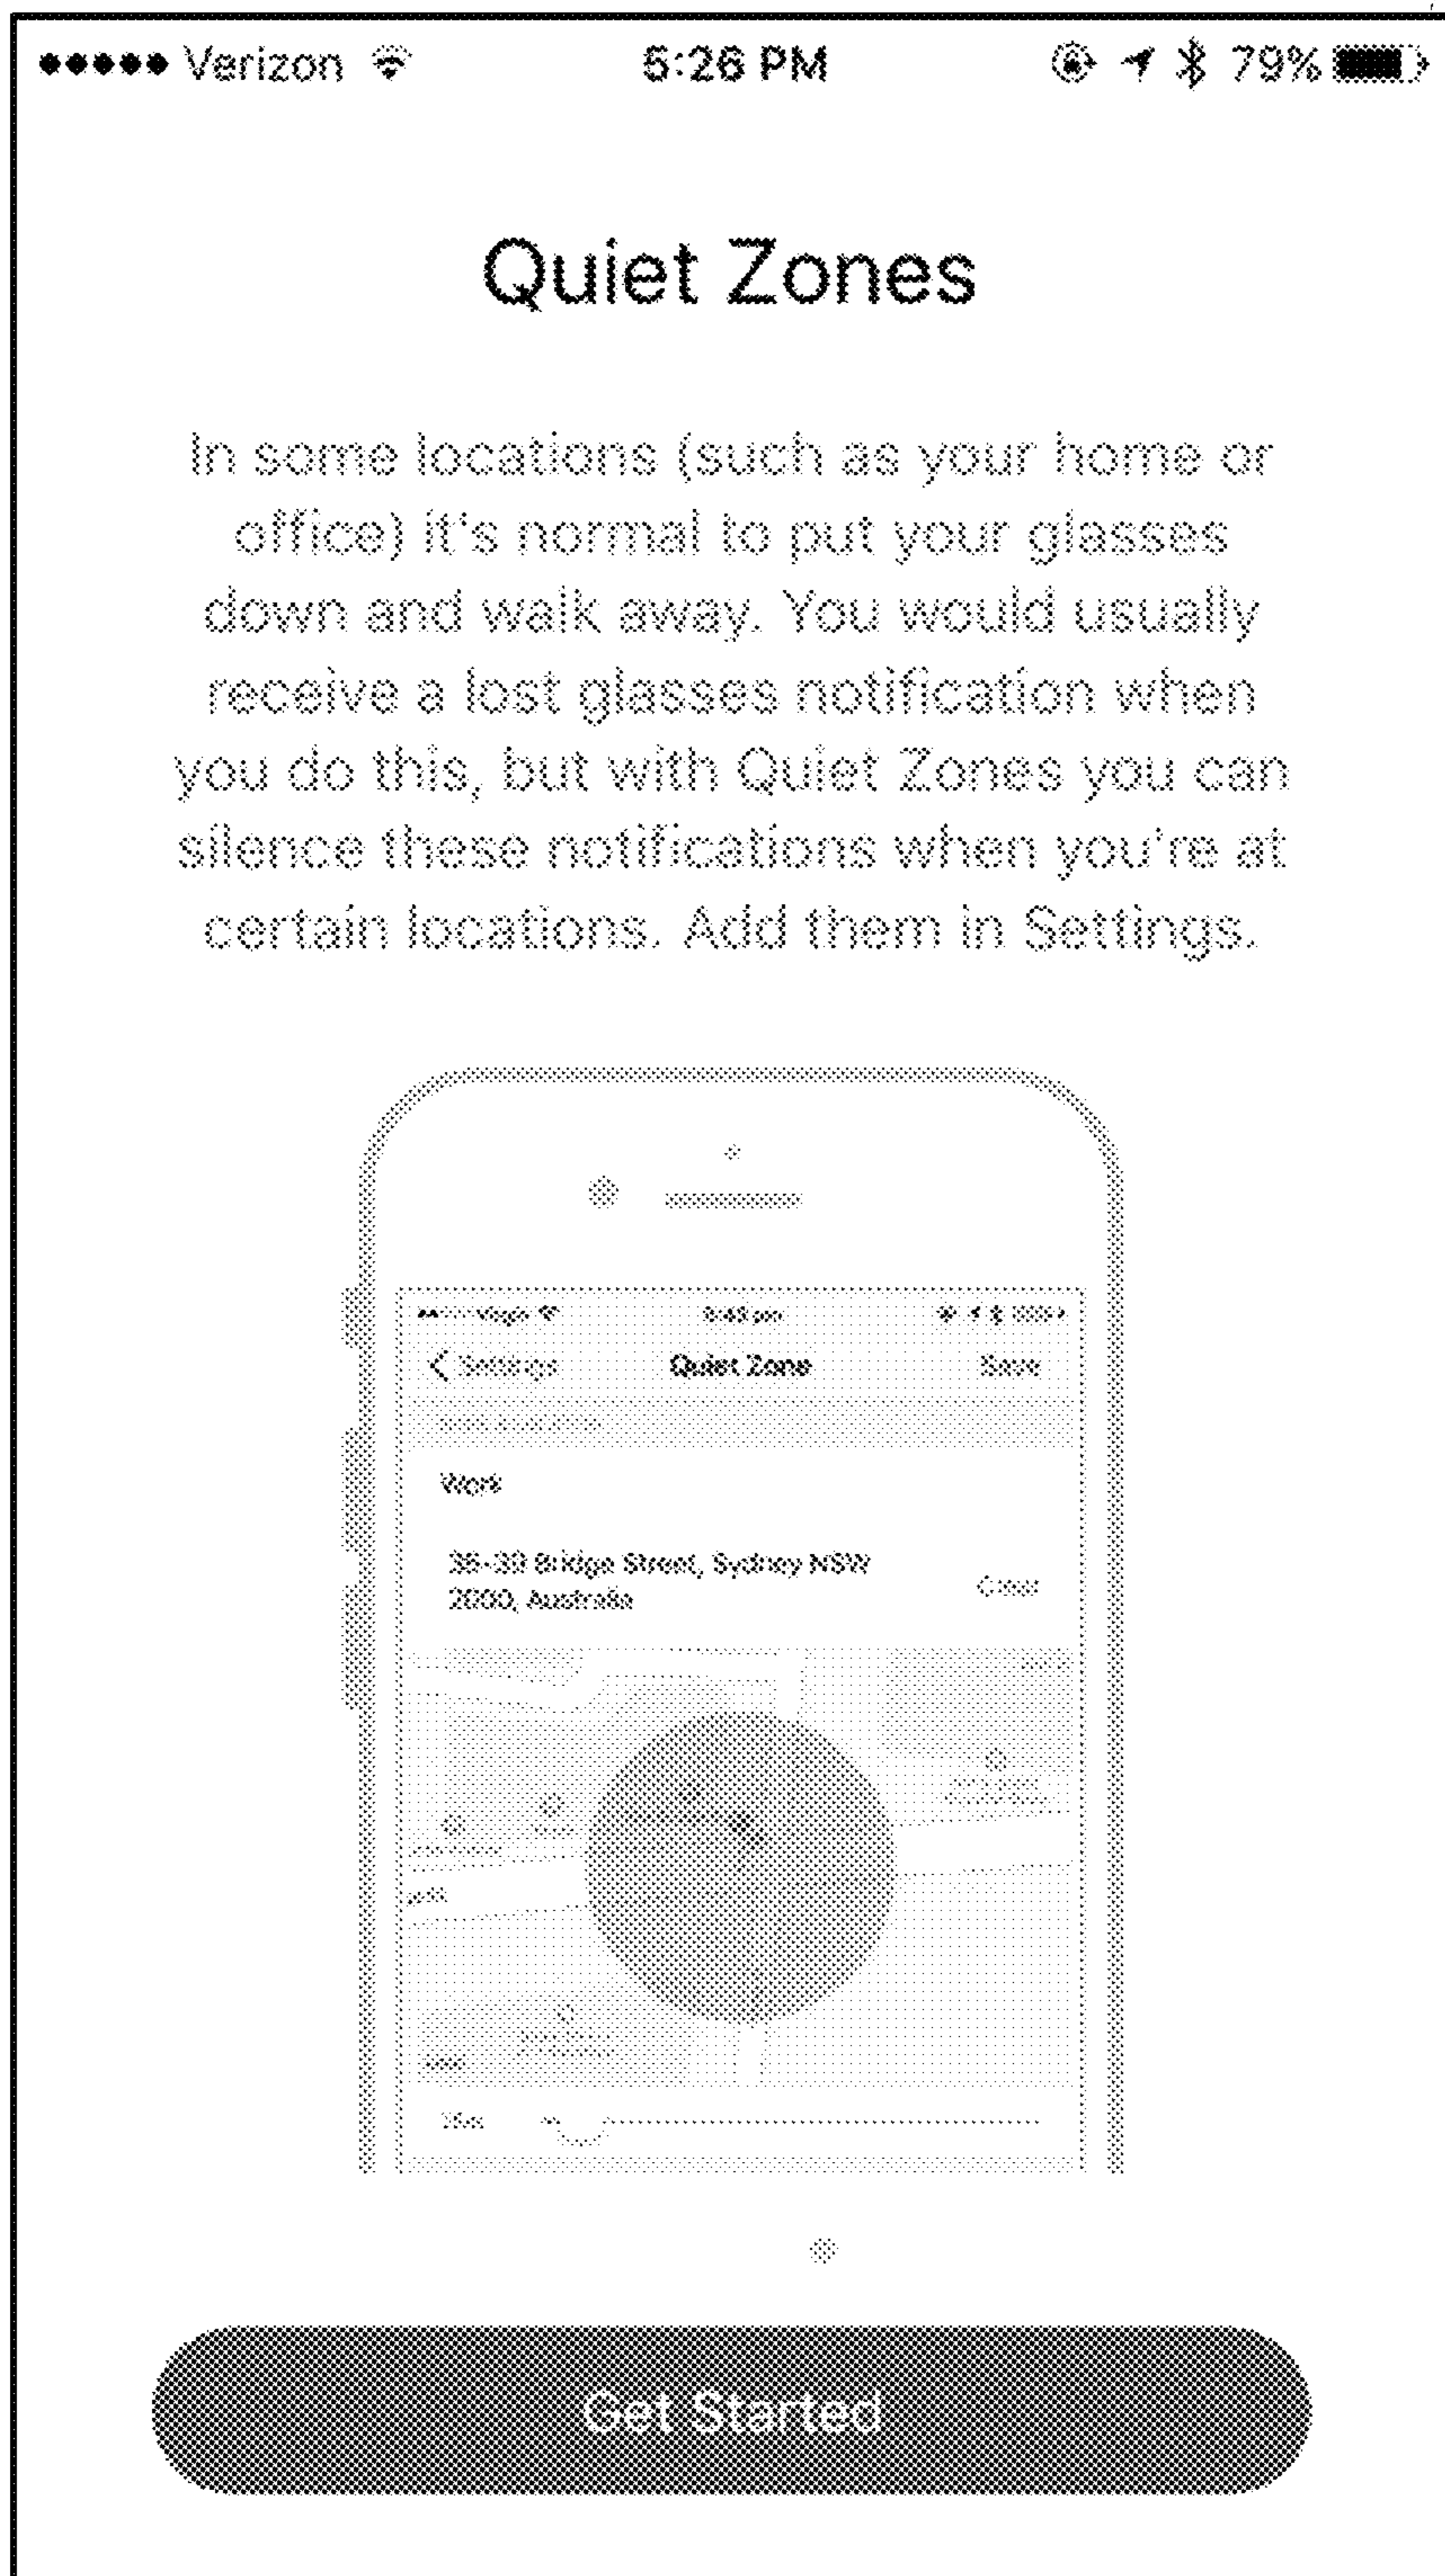 Verizon 5:26 PM 79%
Quiet Zones
In some locations (such as your home or
office) it's normal to put your glasses
down and walk away. You would usually
receive a lost glasses notification when
you do this, but with Quiet Zones you can
silence these notifications when you're at
certain locations. Add them in Settings.
Settings Quiet Zone Save
Work
Bridge Street, Sydney NSW
2000, Australia
Get Started